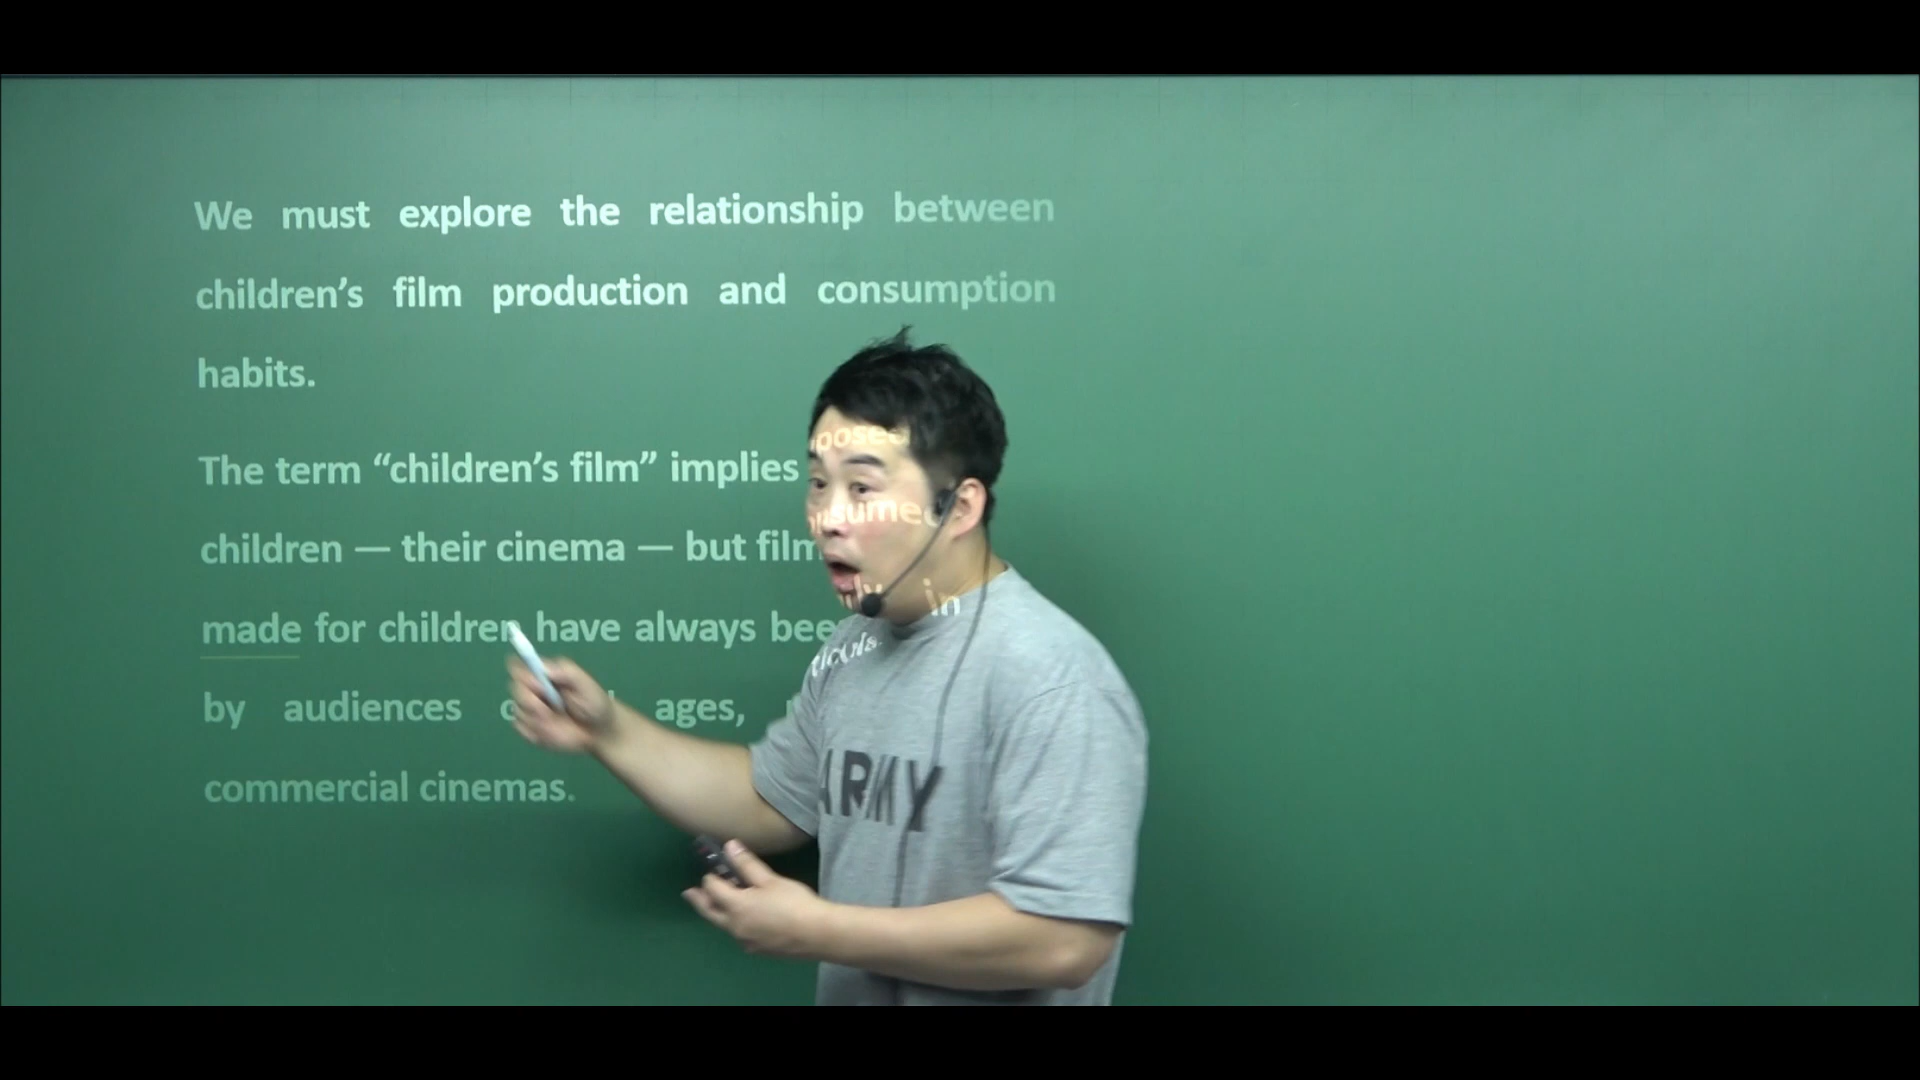 We must explore the relationship between
children’s film production and consumption
habits.
The term “children’s film” implies
children — their cinema — but film
made for children have always
by audiences ages,
commercial cinemas.
in
ARMY